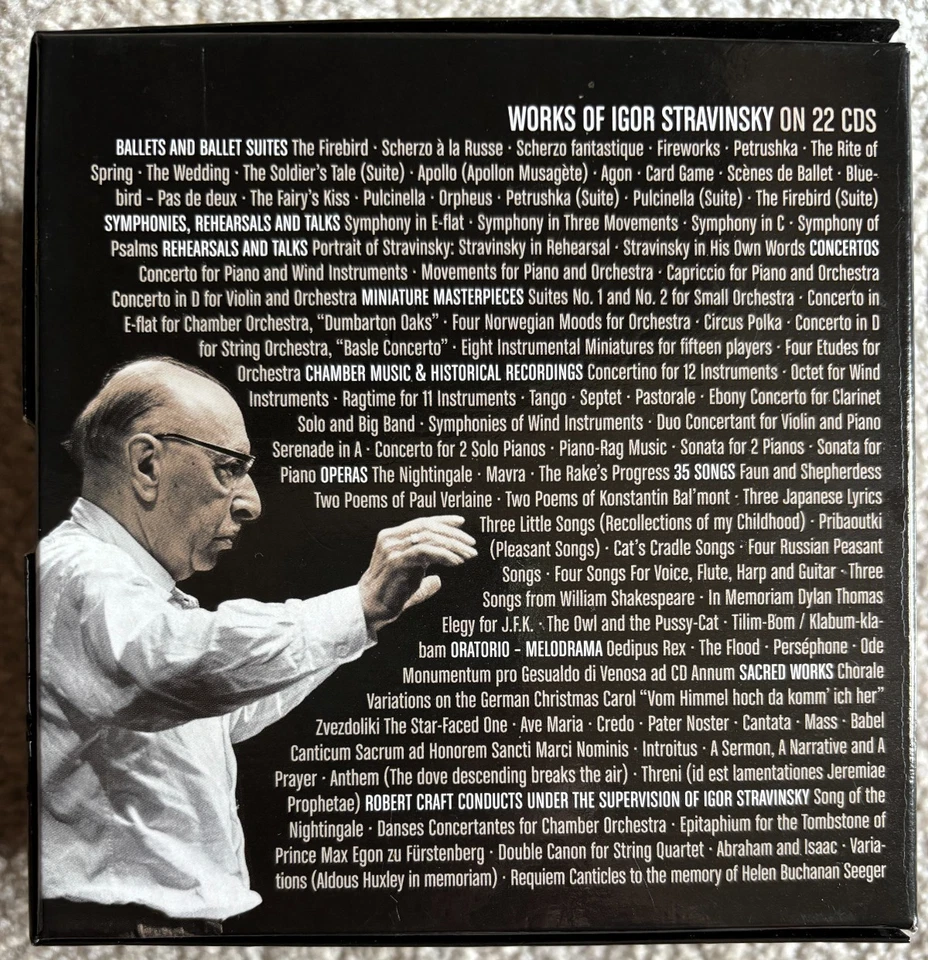 WORKS OF IGOR STRAVINSKY ON 22 CDS
BALLETS AND BALLET SUITES The Firebird · Scherzo à la Russe · Scherzo fantastique · Fireworks · Petrushka · The Rite of
Spring · The Wedding · The Soldier's Tale (Suite) · Apollo (Apollon Musagète) · Agon · Card Game · Scènes de Ballet · Blue-
bird – Pas de deux · The Fairy's Kiss · Pulcinella · Orpheus · Petrushka (Suite) · Pulcinella (Suite) · The Firebird (Suite)
SYMPHONIES, REHEARSALS AND TALKS Symphony in E-flat · Symphony in Three Movements · Symphony in C · Symphony of
Psalms REHEARSALS AND TALKS Portrait of Stravinsky: Stravinsky in Rehearsal · Stravinsky in His Own Words CONCERTOS
Concerto for Piano and Wind Instruments · Movements for Piano and Orchestra · Capriccio for Piano and Orchestra
Concerto in D for Violin and Orchestra MINIATURE MASTERPIECES Suites No. 1 and No. 2 for Small Orchestra · Concerto in
E-flat for Chamber Orchestra, "Dumbarton Oaks" · Four Norwegian Moods for Orchestra · Circus Polka · Concerto in D
for String Orchestra, "Basle Concerto" · Eight Instrumental Miniatures for fifteen players · Four Etudes for
Orchestra CHAMBER MUSIC & HISTORICAL RECORDINGS Concertino for 12 Instruments · Octet for Wind
Instruments · Ragtime for 11 Instruments · Tango · Septet · Pastorale · Ebony Concerto for Clarinet
Solo and Big Band · Symphonies of Wind Instruments · Duo Concertant for Violin and Piano
Serenade in A · Concerto for 2 Solo Pianos · Piano-Rag Music · Sonata for 2 Pianos · Sonata for
Piano OPERAS The Nightingale · Mavra · The Rake's Progress 35 SONGS Faun and Shepherdess
Two Poems of Paul Verlaine · Two Poems of Konstantin Bal'mont · Three Japanese Lyrics
Three Little Songs (Recollections of my Childhood) · Pribaoutki
(Pleasant Songs) · Cat's Cradle Songs · Four Russian Peasant
Songs · Four Songs For Voice, Flute, Harp and Guitar · Three
Songs from William Shakespeare · In Memoriam Dylan Thomas
Elegy for J.F.K. · The Owl and the Pussy-Cat · Tilim-Bom / Klabum-kla-
bam ORATORIO – MELODRAMA Oedipus Rex · The Flood · Perséphone · Ode
Monumentum pro Gesualdo di Venosa ad CD Annum SACRED WORKS Chorale
Variations on the German Christmas Carol "Vom Himmel hoch da komm' ich her"
Zvezdoliki The Star-Faced One · Ave Maria · Credo · Pater Noster · Cantata · Mass · Babel
Canticum Sacrum ad Honorem Sancti Marci Nominis · Introitus · A Sermon, A Narrative and A
Prayer · Anthem (The dove descending breaks the air) · Threni (id est lamentationes Jeremiae
Prophetae) ROBERT CRAFT CONDUCTS UNDER THE SUPERVISION OF IGOR STRAVINSKY Song of the
Nightingale · Danses Concertantes for Chamber Orchestra · Epitaphium for the Tombstone of
Prince Max Egon zu Fürstenberg · Double Canon for String Quartet · Abraham and Isaac · Varia-
tions (Aldous Huxley in memoriam) · Requiem Canticles to the memory of Helen Buchanan Seeger